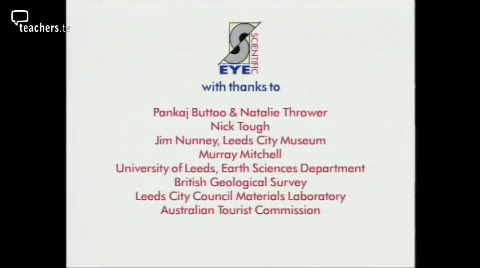 teachers.tv
SCIENTIFIC
EYE
with thanks to
Pankaj Buttoo & Natalie Thrower
Nick Tough
Jim Nunney, Leeds City Museum
Murray Mitchell
University of Leeds, Earth Sciences Department
British Geological Survey
Leeds City Council Materials Laboratory
Australian Tourist Commission